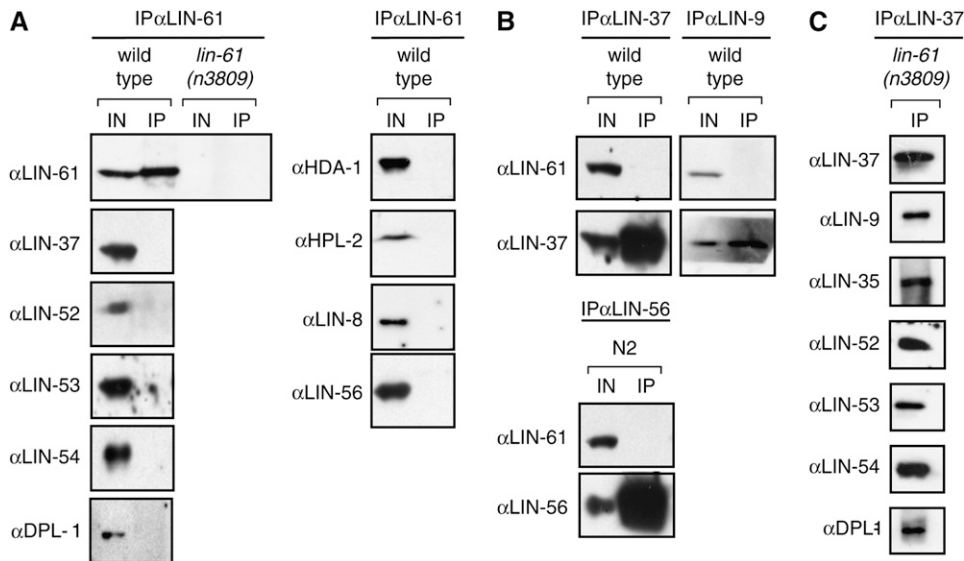 A
IPαLIN-61
wild type
lin-61 (n3809)
IN IP IN IP
αLIN-61
αLIN-37
αLIN-52
αLIN-53
αLIN-54
αDPL-1
IPαLIN-61
wild type
IN IP
αHDA-1
αHPL-2
αLIN-8
αLIN-56
B
IPαLIN-37 IPαLIN-9
wild type
wild type
IN IP IN IP
αLIN-61
αLIN-37
IPαLIN-56
N2
IN IP
αLIN-61
αLIN-56
C
IPαLIN-37
lin-61 (n3809)
IP
αLIN-37
αLIN-9
αLIN-35
αLIN-52
αLIN-53
αLIN-54
αDPL-1